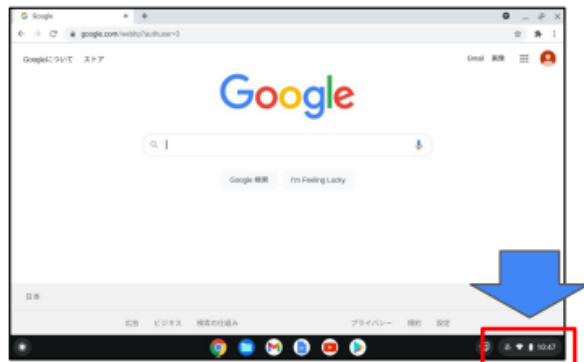 Google
google.com/webhp?authuser=3
Googleについて ストア
Gmail 画像
Google
Google 検索 I'm Feeling Lucky
日本
広告 ビジネス 検索の仕組み プライバシー 規約 設定
あ 10:47